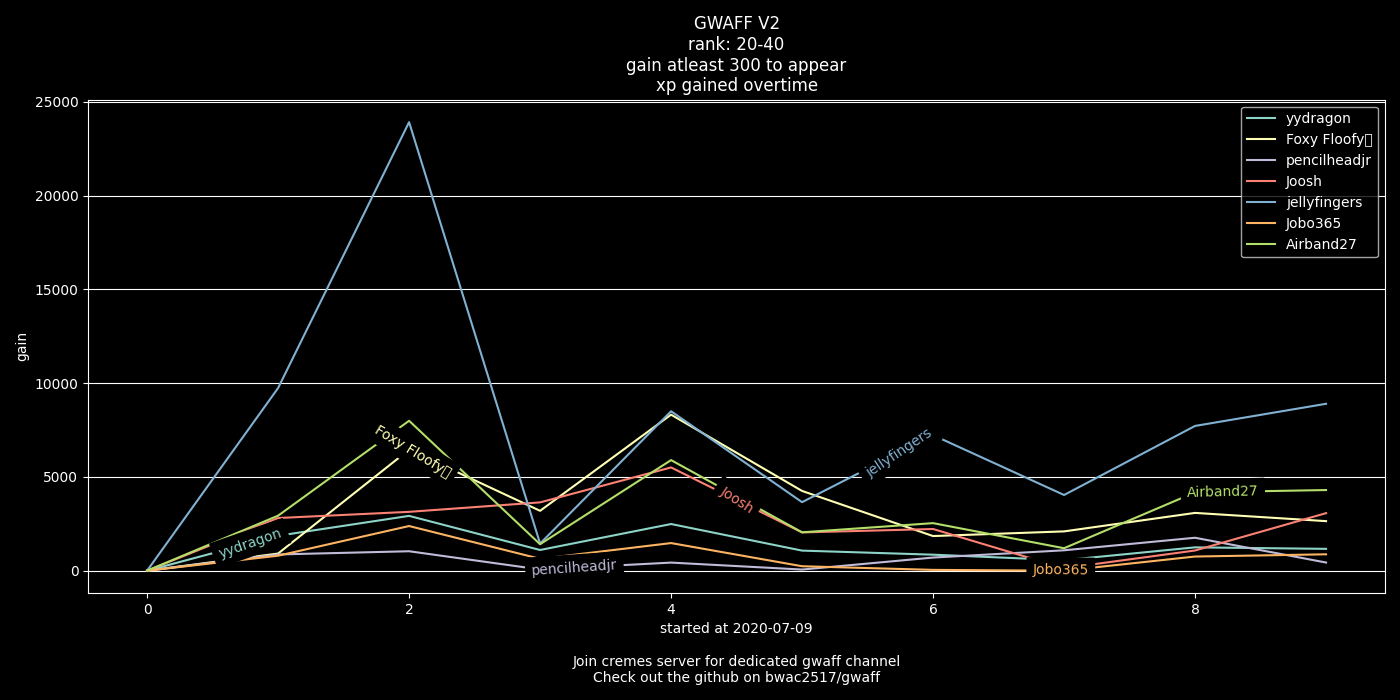 GWAFF V2
rank: 20-40
gain atleast 300 to appear
xp gained overtime
25000
20000
15000
10000
5000
0
gain
yydragon
Foxy Floofy
pencilheadjr
Joosh
jellyfingers
Jobo365
Airband27
Foxy Floofy
yydragon
pencilheadjr
Joosh
jellyfingers
Jobo365
Airband27
0 2 4 6 8
started at 2020-07-09
Join cremes server for dedicated gwaff channel
Check out the github on bwac2517/gwaff